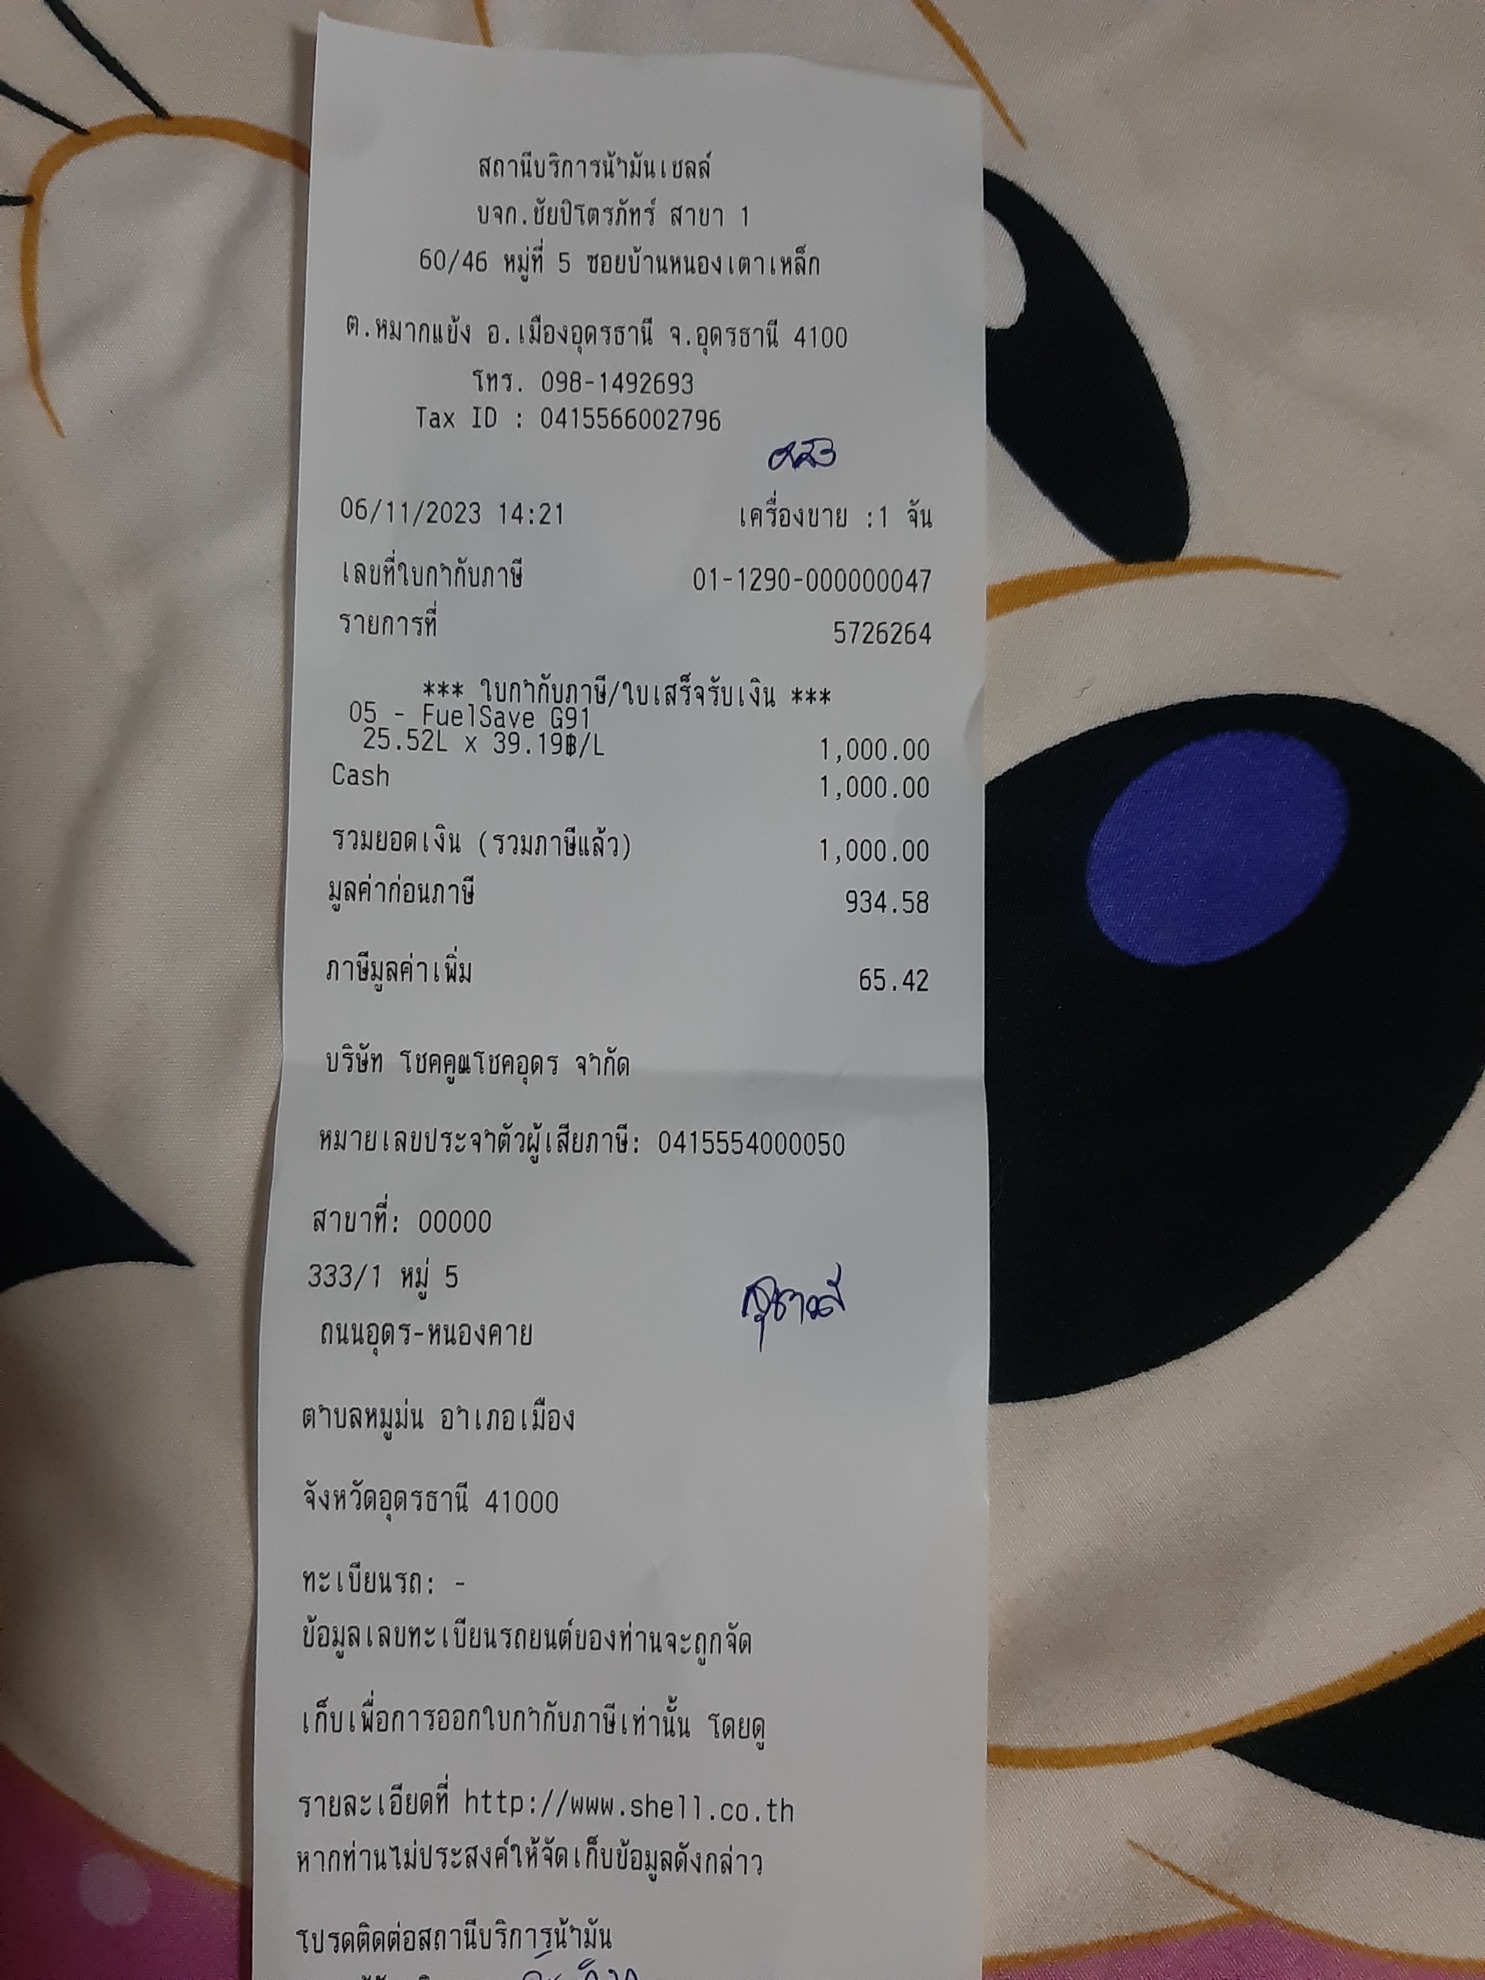 สถานีบริการน้ำมันเชลล์
บจก.ชัยปิโตรภัทร์ สาขา 1
60/46 หมู่ที่ 5 ซอยบ้านหนองเตาเหล็ก
ต.หมากแข้ง อ.เมืองอุดรธานี จ.อุดรธานี 4100
โทร. 098-1492693
Tax ID : 0415566002796
06/11/2023 14:21 เครื่องขาย :1 จัน
เลขที่ใบกำกับภาษี 01-1290-000000047
รายการที่ 5726264
*** ใบกำกับภาษี/ใบเสร็จรับเงิน ***
05 - FuelSave G91
25.52L x 39.19฿/L 1,000.00
Cash 1,000.00
รวมยอดเงิน (รวมภาษีแล้ว) 1,000.00
มูลค่าก่อนภาษี 934.58
ภาษีมูลค่าเพิ่ม 65.42
บริษัท โชคคูณโชคอุดร จำกัด
หมายเลขประจำตัวผู้เสียภาษี: 0415554000050
สาขาที่: 00000
333/1 หมู่ 5
ถนนอุดร-หนองคาย
ตำบลหมูม่น อำเภอเมือง
จังหวัดอุดรธานี 41000
ทะเบียนรถ: -
ข้อมูลเลขทะเบียนรถยนต์ของท่านจะถูกจัด
เก็บเพื่อการออกใบกำกับภาษีเท่านั้น โดยดู
รายละเอียดที่ http://www.shell.co.th
หากท่านไม่ประสงค์ให้จัดเก็บข้อมูลดังกล่าว
โปรดติดต่อสถานีบริการน้ำมัน